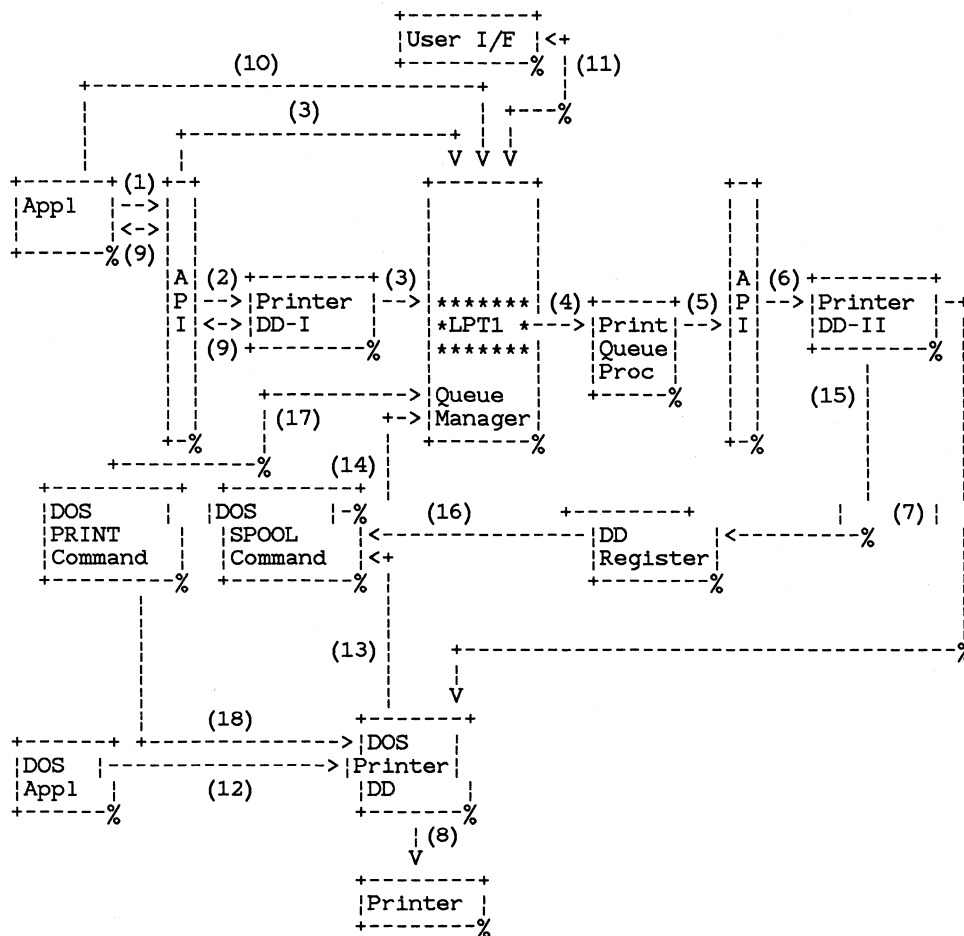 User I/F
(10)
(11)
(3)
(1)
Appl
(9)
A
P
I
(2)
(9)
Printer
DD-I
(3)
*******
*LPT1 *
*******
Queue
Manager
(4)
Print
Queue
Proc
(5)
A
P
I
(6)
Printer
DD-II
(15)
(17)
(14)
DOS
PRINT
Command
DOS
SPOOL
Command
(16)
DD
Register
(7)
(13)
(18)
DOS
Appl
(12)
DOS
Printer
DD
(8)
Printer